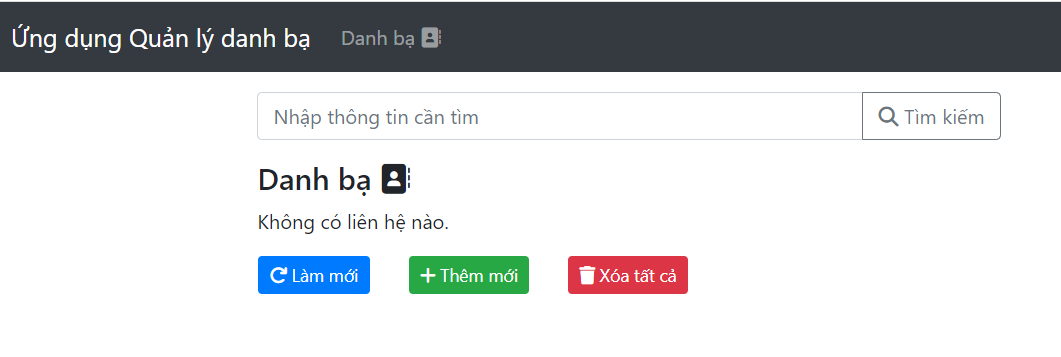 Ứng dụng Quản lý danh bạ Danh bạ
Nhập thông tin cần tìm Tìm kiếm
Danh bạ
Không có liên hệ nào.
Làm mới Thêm mới Xóa tất cả